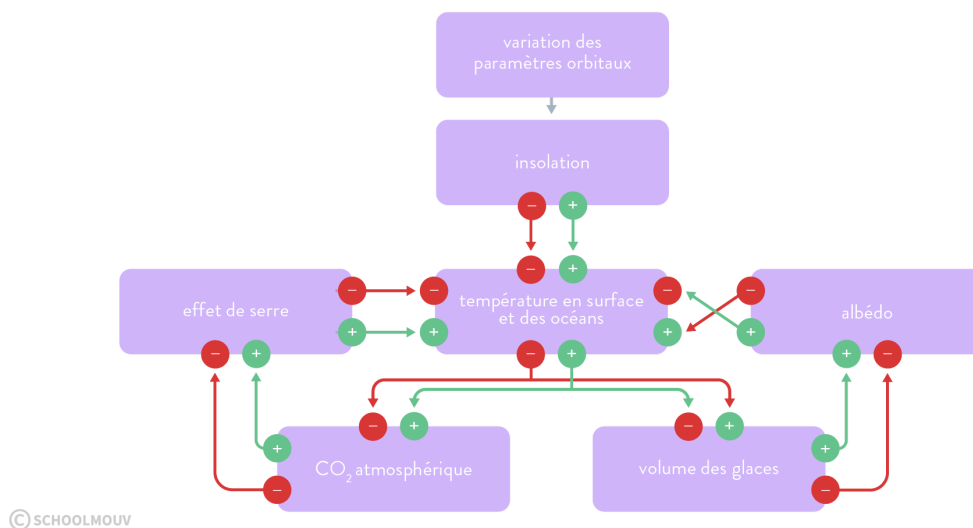 variation des
paramètres orbitaux
insolation
− +
− +
effet de serre
− +
− +
température en surface
et des océans
− +
− +
− +
albédo
− +
+ −
− +
CO₂ atmosphérique
+ −
− +
volume des glaces
+ −
© SCHOOLMOUV